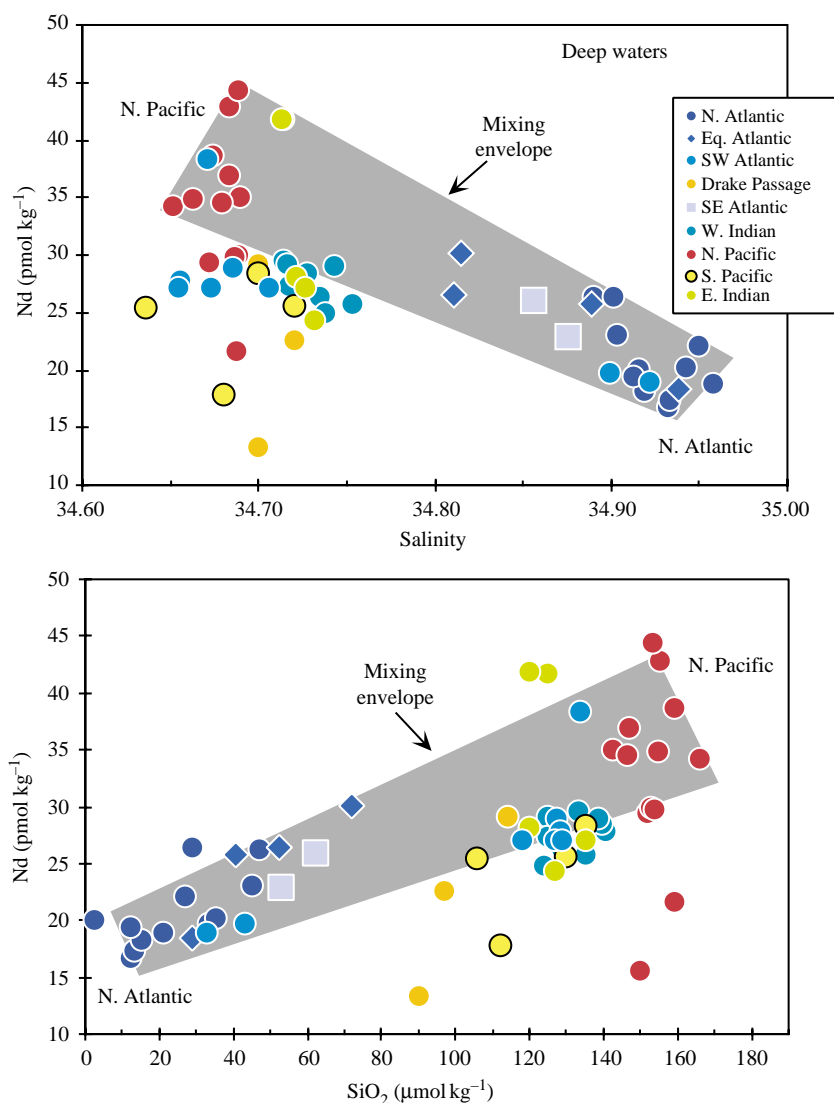 50
45
40
35
30
25
20
15
10
Nd (pmol kg⁻¹)
Deep waters
N. Pacific
Mixing
envelope
N. Atlantic
N. Atlantic
Eq. Atlantic
SW Atlantic
Drake Passage
SE Atlantic
W. Indian
N. Pacific
S. Pacific
E. Indian
34.60 34.70 34.80 34.90 35.00
Salinity
50
45
40
35
30
25
20
15
10
Nd (pmol kg⁻¹)
Mixing
envelope
N. Pacific
N. Atlantic
0 20 40 60 80 100 120 140 160 180
SiO₂ (μmol kg⁻¹)